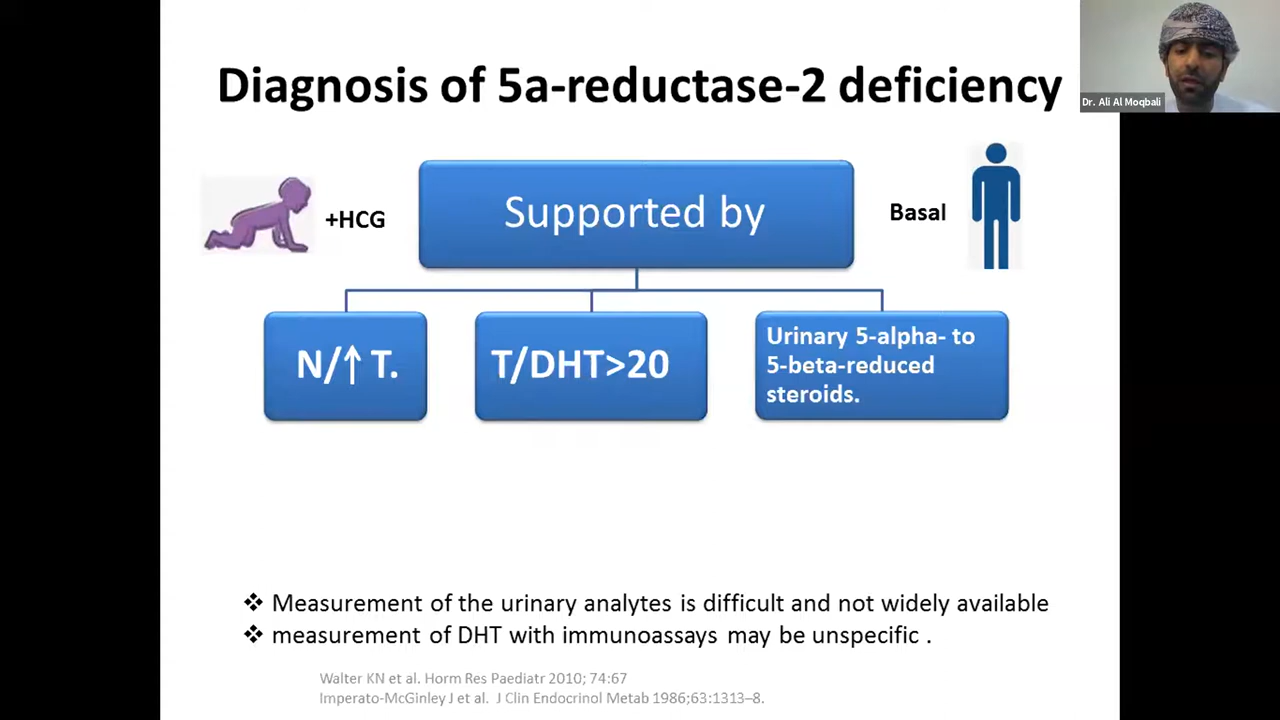 Diagnosis of 5a-reductase-2 deficiency
Dr. Ali Al Moqbali
+HCG
Supported by
Basal
N/↑ T.
T/DHT>20
Urinary 5-alpha- to
5-beta-reduced
steroids.
❖ Measurement of the urinary analytes is difficult and not widely available
❖ measurement of DHT with immunoassays may be unspecific .
Walter KN et al. Horm Res Paediatr 2010; 74:67
Imperato-McGinley J et al.  J Clin Endocrinol Metab 1986;63:1313–8.